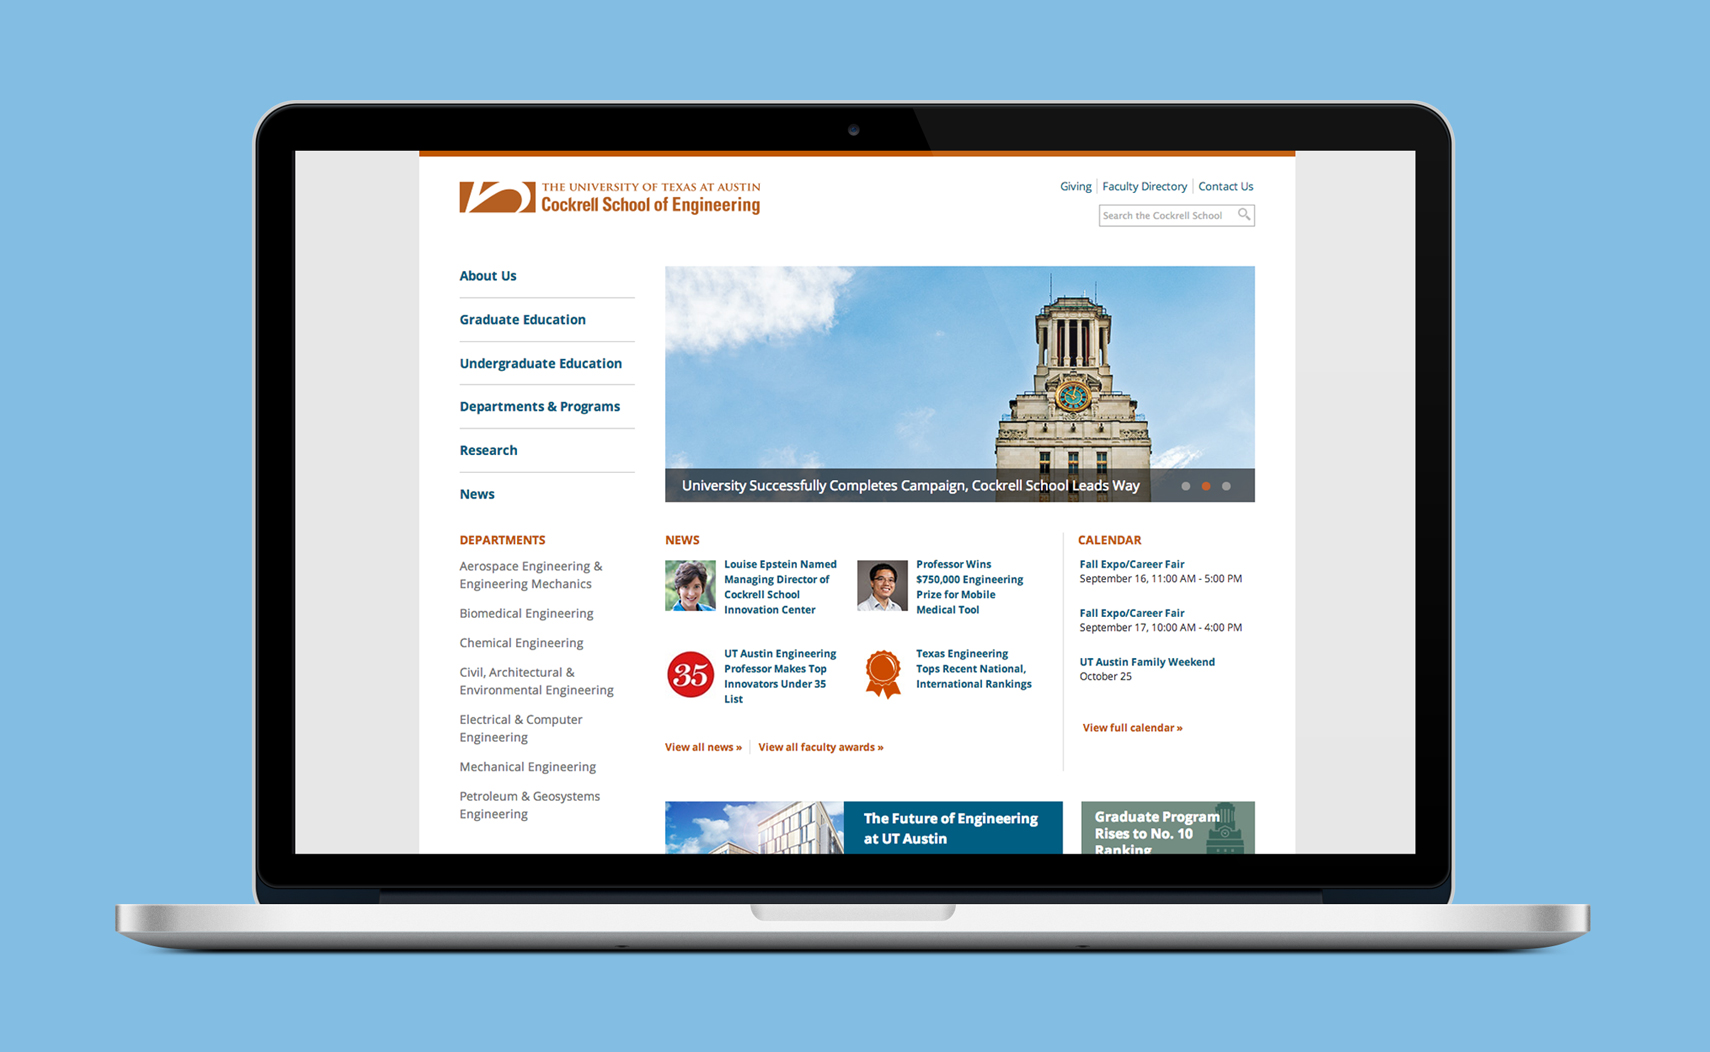 THE UNIVERSITY OF TEXAS AT AUSTIN
Cockrell School of Engineering
Giving
Faculty Directory
Contact Us
Search the Cockrell School
About Us
Graduate Education
Undergraduate Education
Departments & Programs
Research
News
University Successfully Completes Campaign, Cockrell School Leads Way
DEPARTMENTS
Aerospace Engineering &
Engineering Mechanics
Biomedical Engineering
Chemical Engineering
Civil, Architectural &
Environmental Engineering
Electrical & Computer
Engineering
Mechanical Engineering
Petroleum & Geosystems
Engineering
NEWS
Louise Epstein Named
Managing Director of
Cockrell School
Innovation Center
Professor Wins
$750,000 Engineering
Prize for Mobile
Medical Tool
35
UT Austin Engineering
Professor Makes Top
Innovators Under 35
List
Texas Engineering
Tops Recent National,
International Rankings
View all news »
View all faculty awards »
CALENDAR
Fall Expo/Career Fair
September 16, 11:00 AM - 5:00 PM
Fall Expo/Career Fair
September 17, 10:00 AM - 4:00 PM
UT Austin Family Weekend
October 25
View full calendar »
The Future of Engineering
at UT Austin
Graduate Program
Rises to No. 10
Ranking